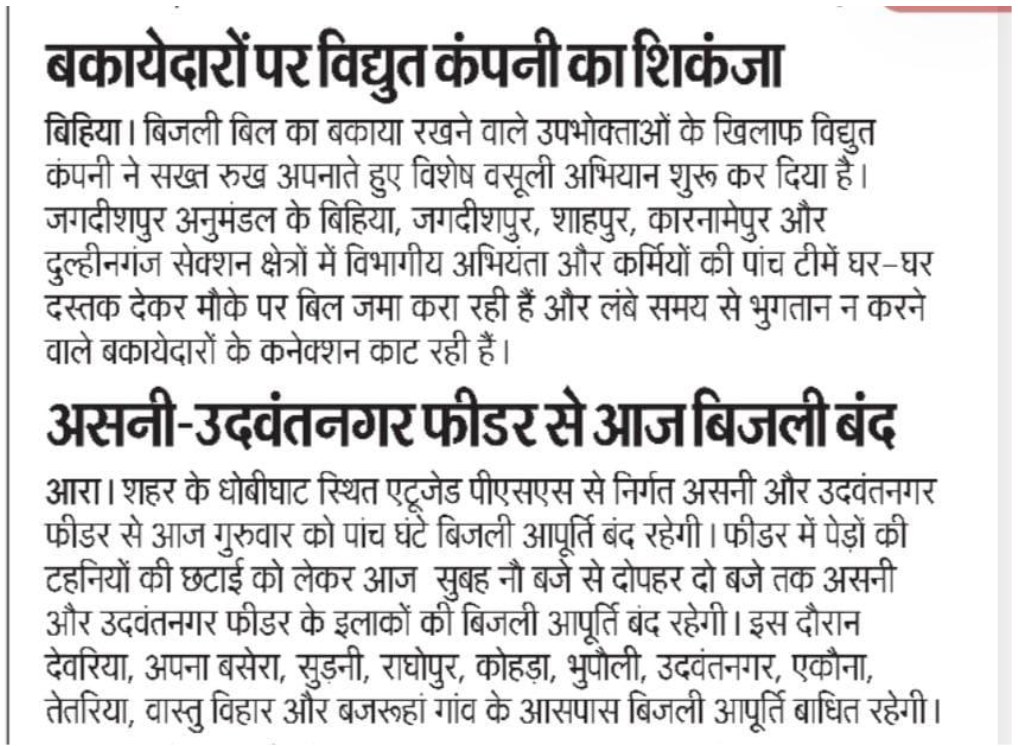 बकायेदारों पर विद्युत कंपनी का शिकंजा
बिहिया। बिजली बिल का बकाया रखने वाले उपभोक्ताओं के खिलाफ विद्युत
कंपनी ने सख्त रुख अपनाते हुए विशेष वसूली अभियान शुरू कर दिया है।
जगदीशपुर अनुमंडल के बिहिया, जगदीशपुर, शाहपुर, कारनामेपुर और
दुल्हीनगंज सेक्शन क्षेत्रों में विभागीय अभियंता और कर्मियों की पांच टीमें घर-घर
दस्तक देकर मौके पर बिल जमा करा रही हैं और लंबे समय से भुगतान न करने
वाले बकायेदारों के कनेक्शन काट रही हैं।
असनी-उदवंतनगर फीडर से आज बिजली बंद
आरा। शहर के धोबीघाट स्थित एटूजेड पीएसएस से निर्गत असनी और उदवंतनगर
फीडर से आज गुरुवार को पांच घंटे बिजली आपूर्ति बंद रहेगी। फीडर में पेड़ों की
टहनियों की छटाई को लेकर आज सुबह नौ बजे से दोपहर दो बजे तक असनी
और उदवंतनगर फीडर के इलाकों की बिजली आपूर्ति बंद रहेगी। इस दौरान
देवरिया, अपना बसेरा, सुड़नी, राघोपुर, कोहड़ा, भुपौली, उदवंतनगर, एकौना,
तेतरिया, वास्तु विहार और बजरूहां गांव के आसपास बिजली आपूर्ति बाधित रहेगी।